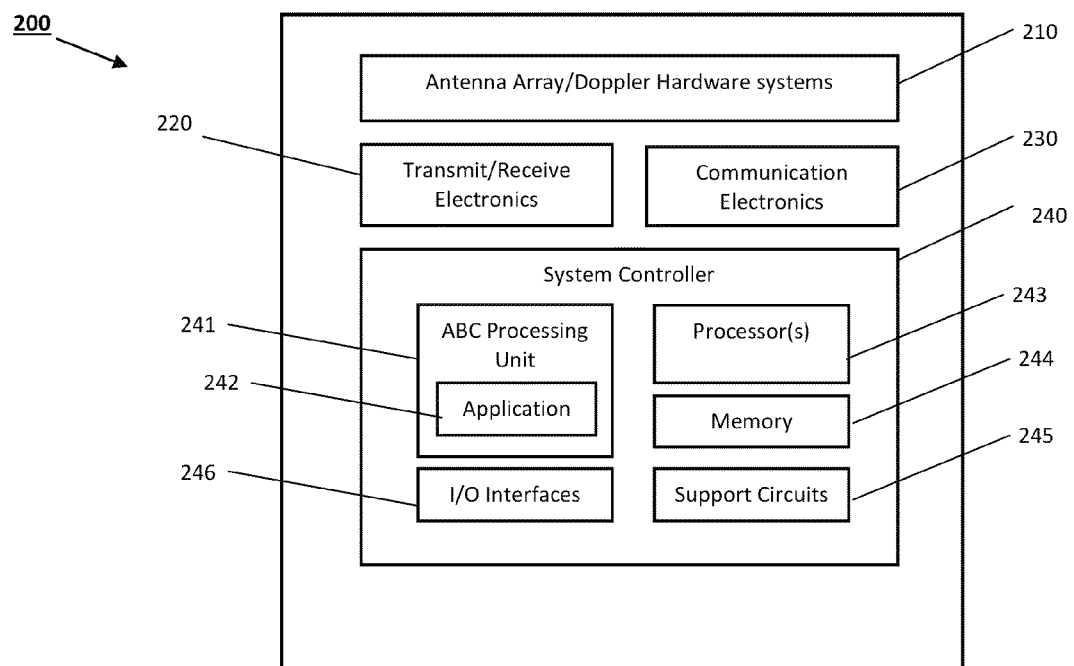 200
210
Antenna Array/Doppler Hardware systems
220
230
Transmit/Receive
Electronics
Communication
Electronics
240
System Controller
241
243
ABC Processing
Unit
Processor(s)
242
244
Application
Memory
246
245
I/O Interfaces
Support Circuits